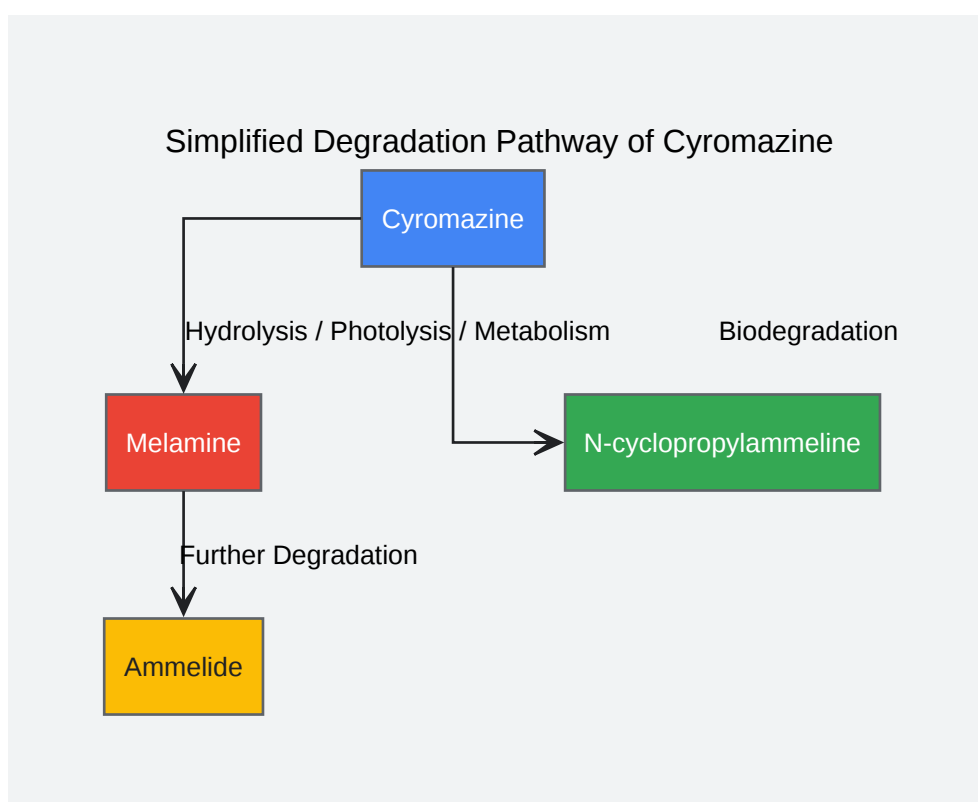 Simplified Degradation Pathway of Cyromazine
Cyromazine
Hydrolysis / Photolysis / Metabolism
Biodegradation
Melamine
N-cyclopropylammeline
Further Degradation
Ammelide